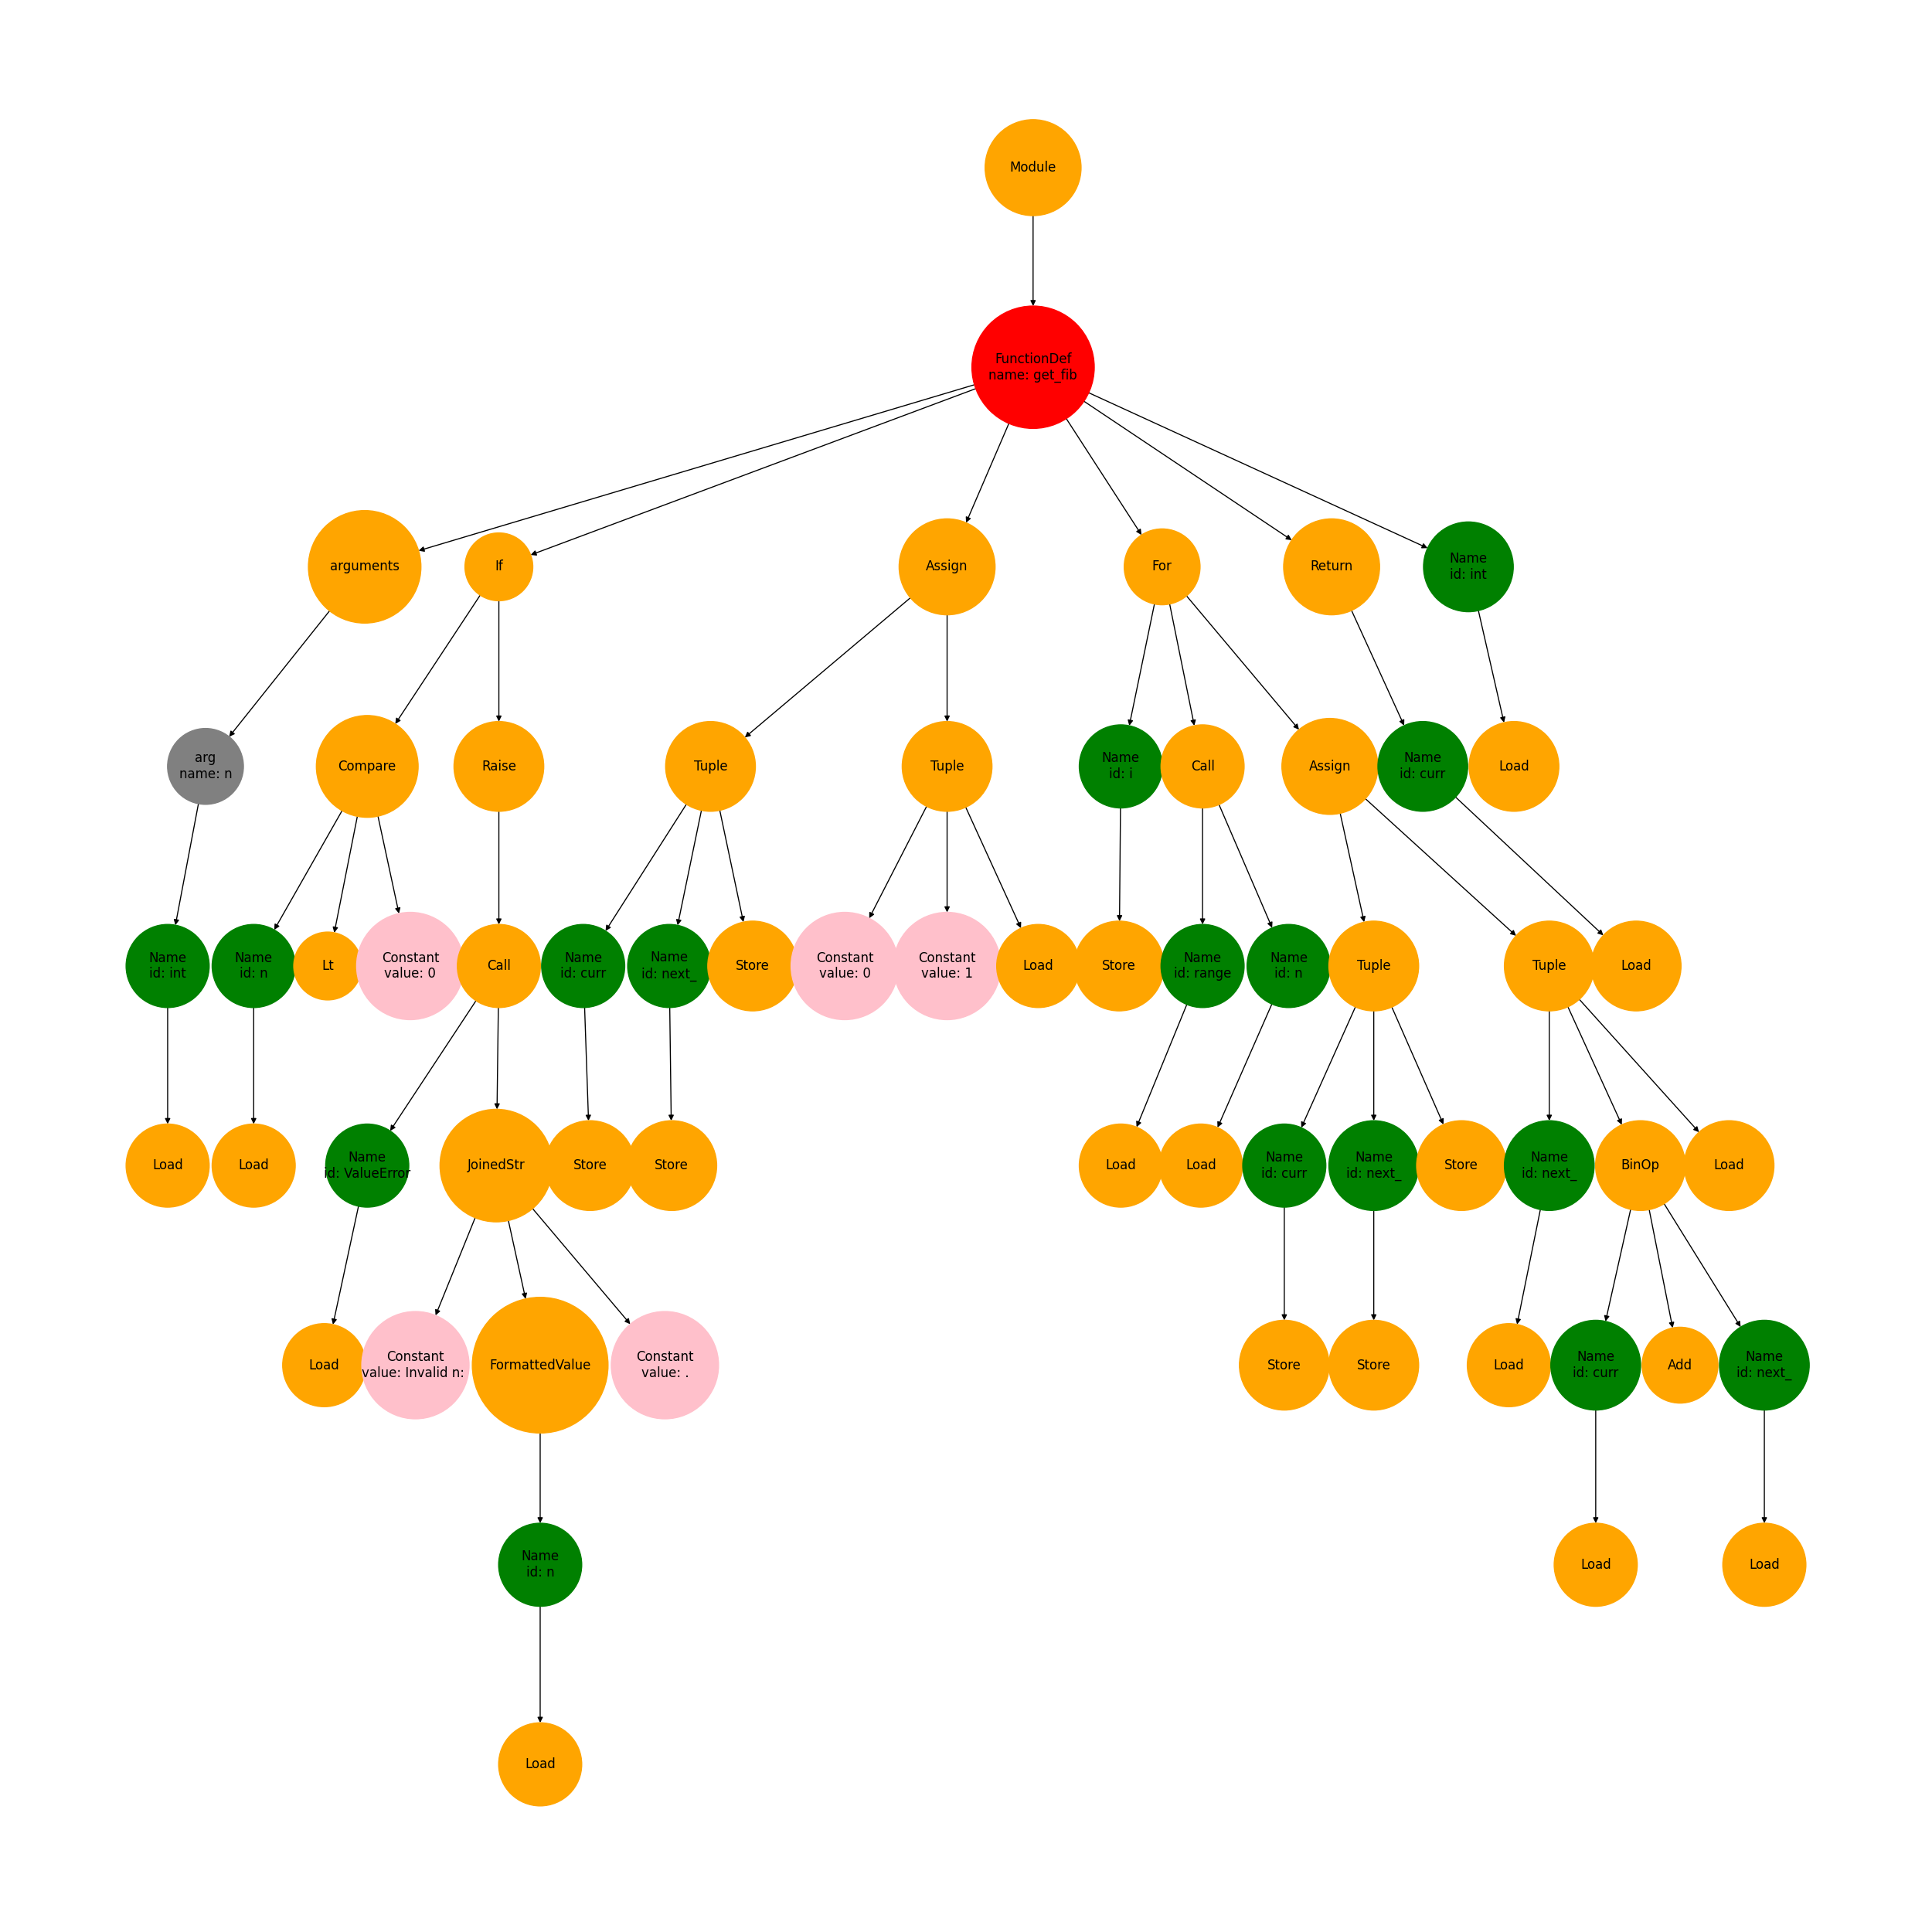 Module
FunctionDef
name: get_fib
arguments
If
Assign
For
Return
Name
id: int
arg
name: n
Compare
Raise
Tuple
Tuple
Name
id: i
Call
Assign
Name
id: curr
Load
Name
id: int
Name
id: n
Lt
Constant
value: 0
Call
Name
id: curr
Name
id: next_
Store
Constant
value: 0
Constant
value: 1
Load
Store
Name
id: range
Name
id: n
Tuple
Tuple
Load
Load
Load
Name
id: ValueError
JoinedStr
Store
Store
Load
Load
Name
id: curr
Name
id: next_
Store
Name
id: next_
BinOp
Load
Load
Constant
value: Invalid n:
FormattedValue
Constant
value: .
Store
Store
Load
Name
id: curr
Add
Name
id: next_
Name
id: n
Load
Load
Load